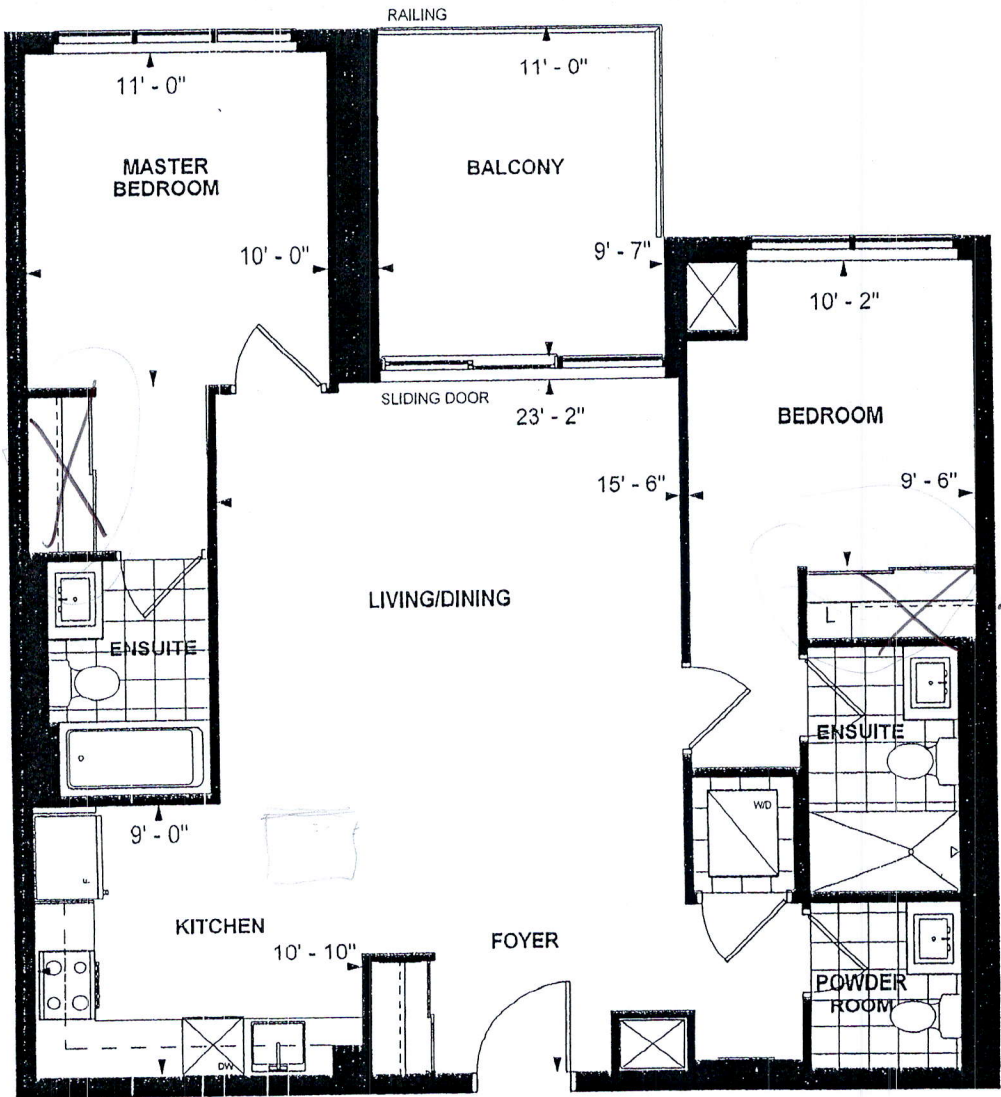 RAILING
11' - 0"
11' - 0"
MASTER
BEDROOM
BALCONY
10' - 0"
9' - 7"
10' - 2"
SLIDING DOOR
23' - 2"
BEDROOM
15' - 6"
9' - 6"
LIVING/DINING
L
ENSUITE
ENSUITE
W/D
9' - 0"
F
KITCHEN
10' - 10"
FOYER
POWDER
ROOM
DW